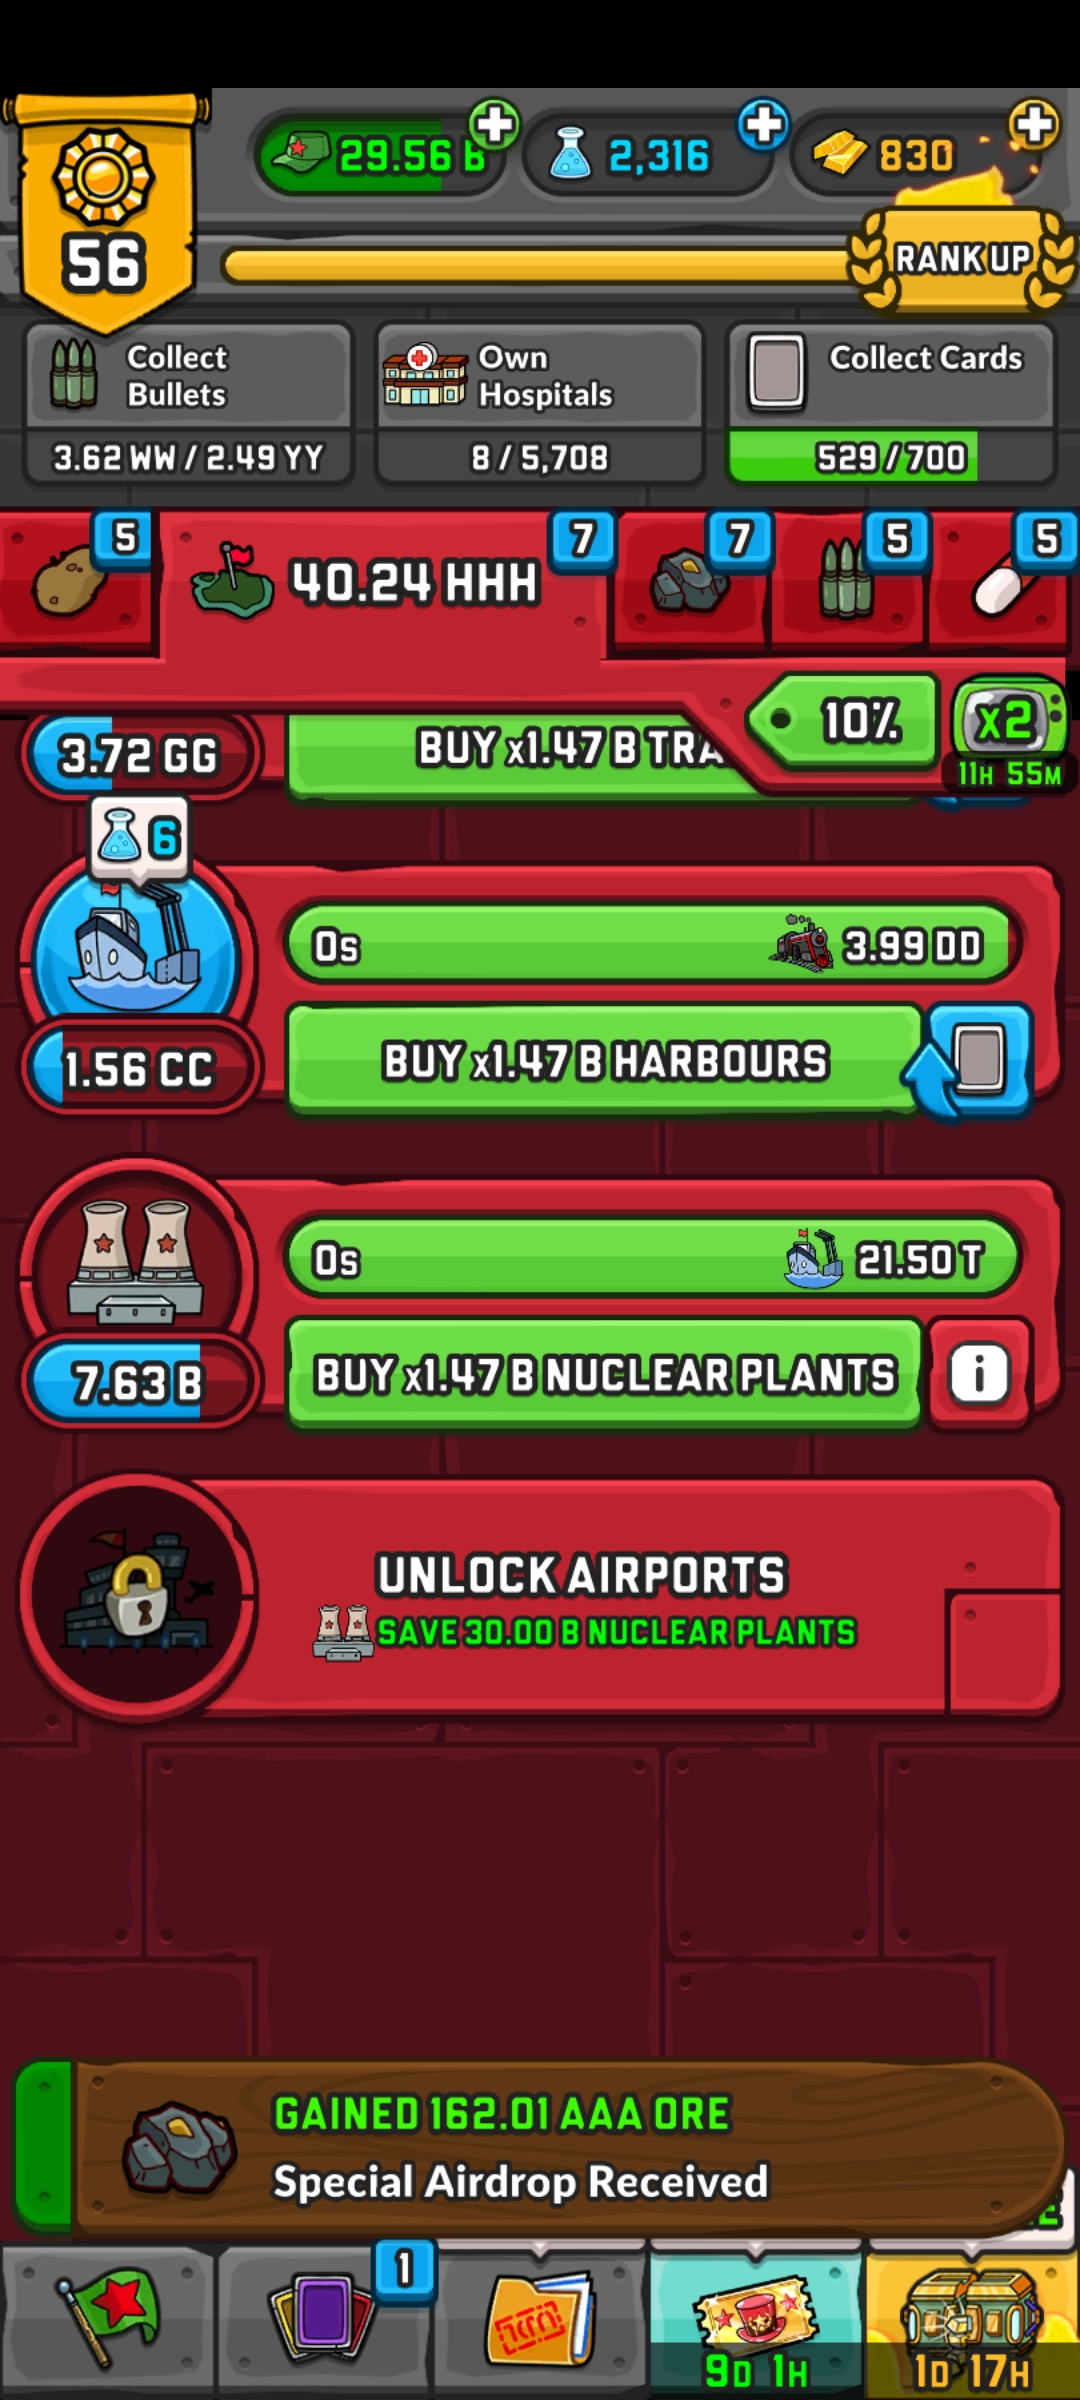 29.56 B
2,316
830
56
RANK UP
Collect
Bullets
3.62 WW / 2.49 YY
Own
Hospitals
8 / 5,708
Collect Cards
529 / 700
5
40.24 HHH
7
7
5
5
10%
x2
11H 55M
3.72 GG
BUY x1.47 B TRA
6
0s
3.99 DD
1.56 CC
BUY x1.47 B HARBOURS
0s
21.50 T
7.63 B
BUY x1.47 B NUCLEAR PLANTS
i
UNLOCK AIRPORTS
SAVE 30.00 B NUCLEAR PLANTS
GAINED 162.01 AAA ORE
Special Airdrop Received
1
9D 1H
1D 17H